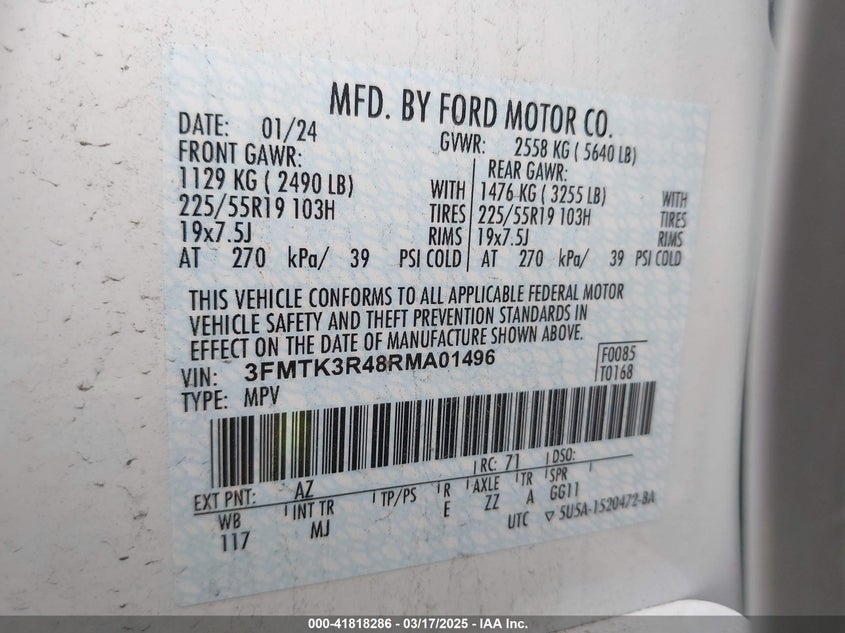 MFD. BY FORD MOTOR CO.
DATE: 01/24 GVWR: 2558 KG ( 5640 LB)
FRONT GAWR: REAR GAWR:
1129 KG ( 2490 LB) WITH 1476 KG ( 3255 LB) WITH
225/55R19 103H TIRES 225/55R19 103H TIRES
19x7.5J RIMS 19x7.5J RIMS
AT 270 kPa/ 39 PSI COLD AT 270 kPa/ 39 PSI COLD
THIS VEHICLE CONFORMS TO ALL APPLICABLE FEDERAL MOTOR
VEHICLE SAFETY AND THEFT PREVENTION STANDARDS IN
EFFECT ON THE DATE OF MANUFACTURE SHOWN ABOVE.
VIN: 3FMTK3R48RMA01496 F0085
TYPE: MPV T0168
RC: 71 DSO:
EXT PNT: AZ
WB INT TR TP/PS R AXLE TR SPR
117 MJ E ZZ A GG11
UTC ▽ 5U5A-1520472-BA
000-41818286 - 03/17/2025 - IAA Inc.